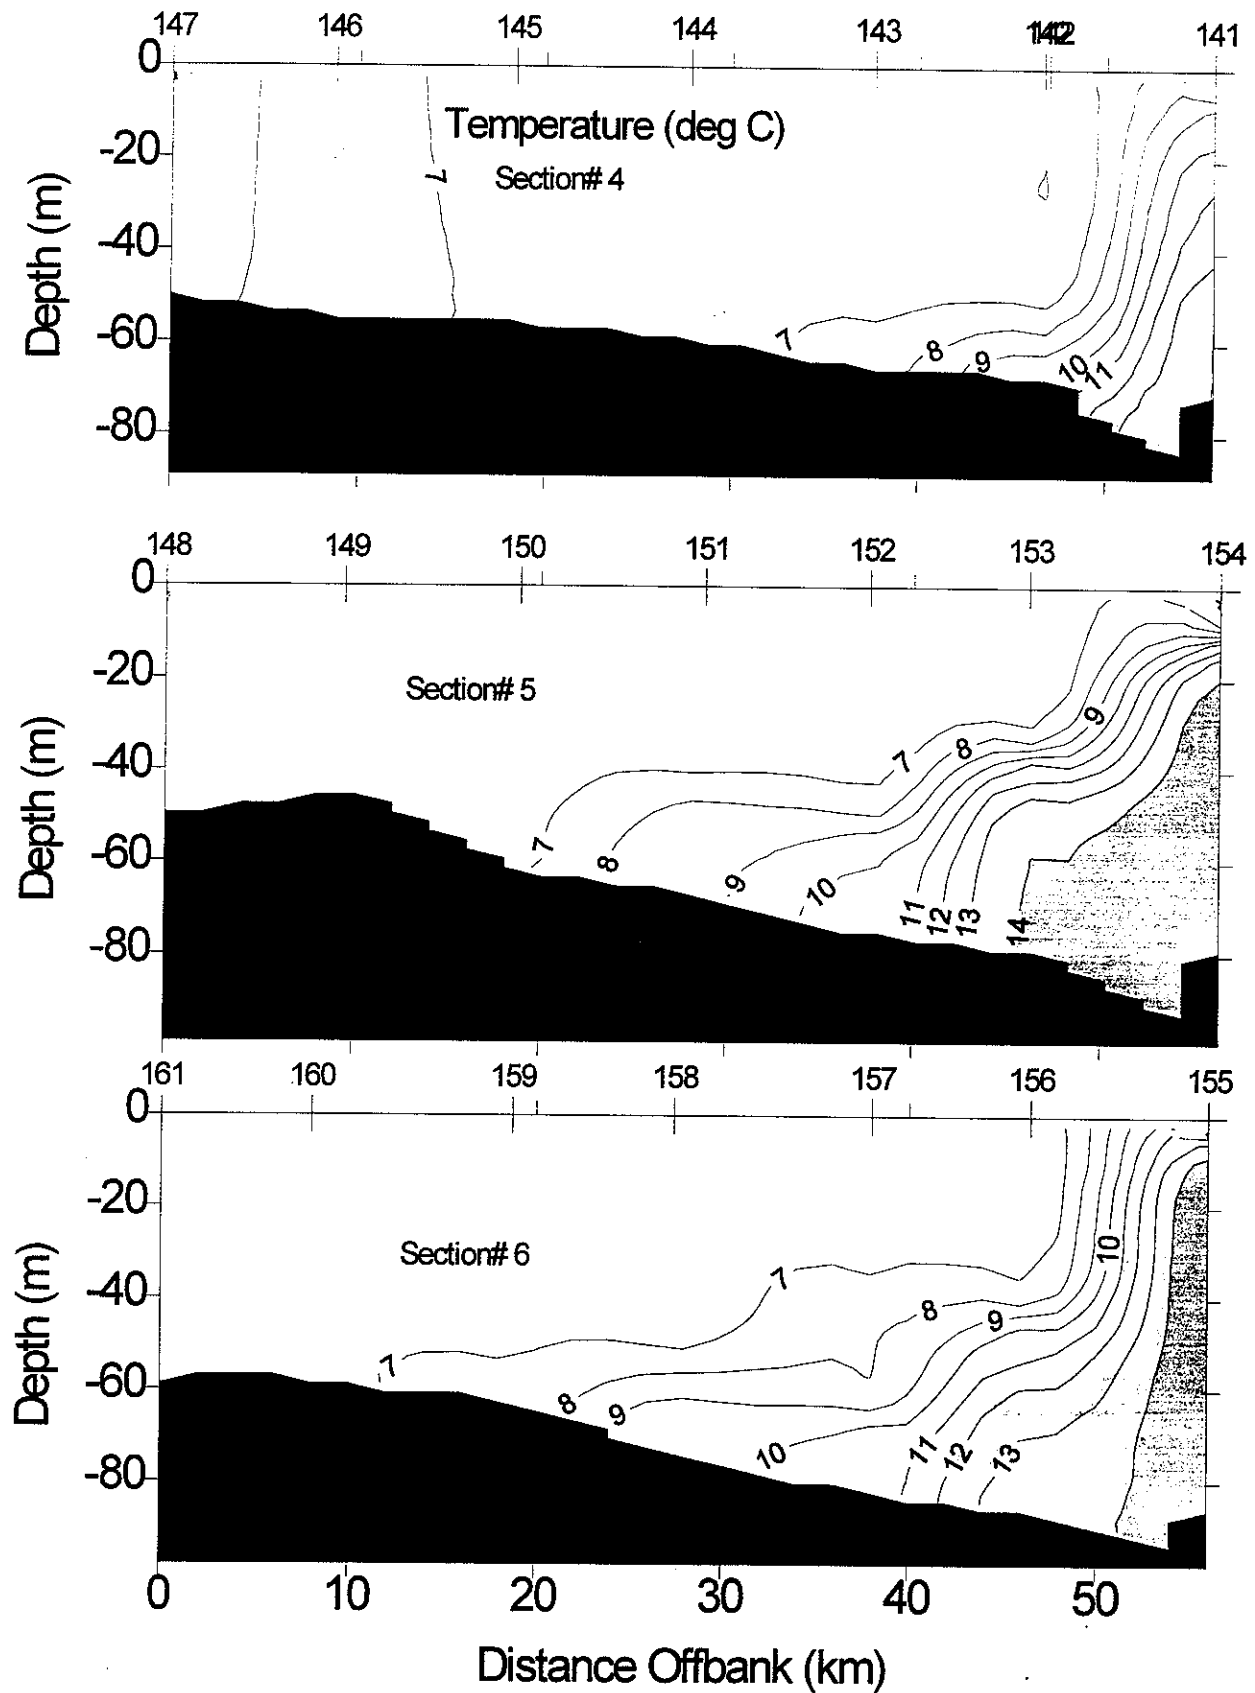 147 146 145 144 143 142 141
0
Temperature (deg C)
-20
7
Section# 4
-40
Depth (m)
-60
7 8 9 10 11
-80
148 149 150 151 152 153 154
0
-20
Section# 5
9
-40
7 8
Depth (m)
-60
7 8 9 10 11 12 13 14
-80
161 160 159 158 157 156 155
0
-20
Section# 6
10
-40
7 8 9
Depth (m)
-60
7 8 9 10 11 12 13
-80
0 10 20 30 40 50
Distance Offbank (km)